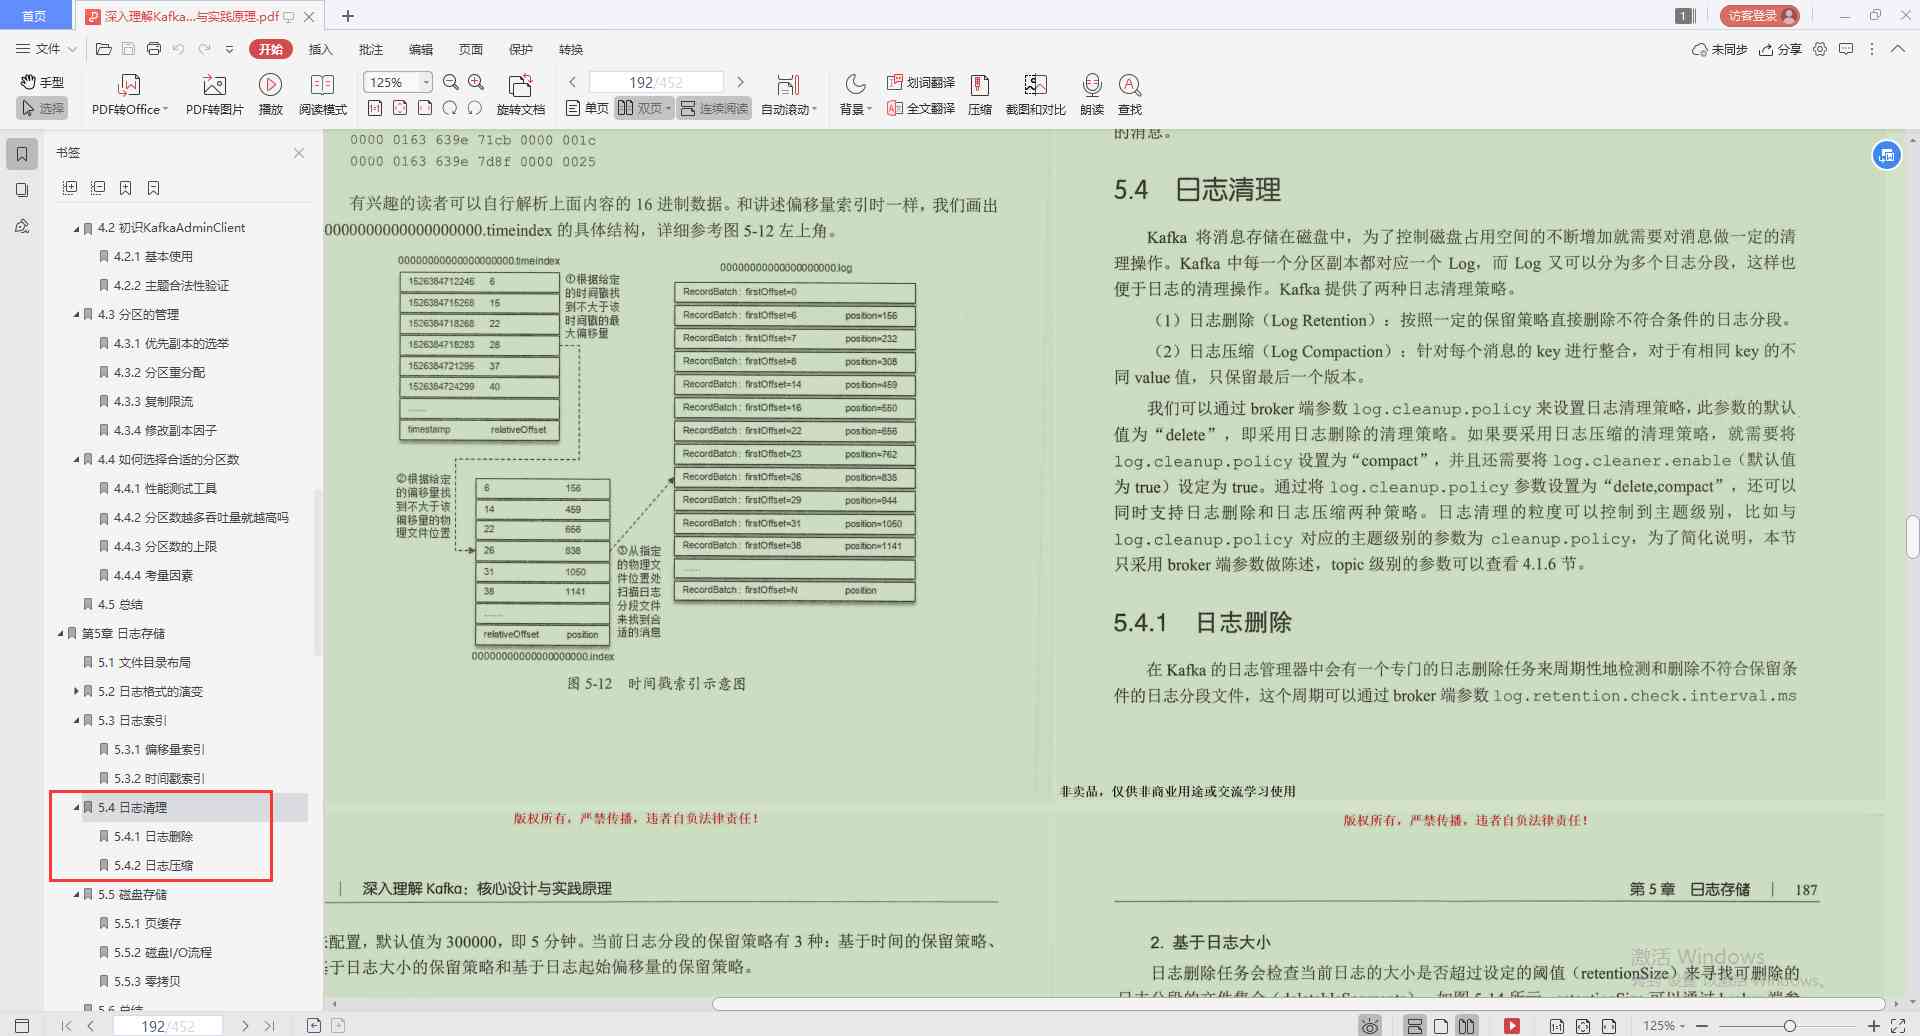 首页
深入理解Kafka...与实践原理.pdf
1
访客登录
文件
开始
插入
批注
编辑
页面
保护
转换
未同步
分享
手型
选择
PDF转Office
PDF转图片
播放
阅读模式
125%
旋转文档
192/452
单页
双页
连续阅读
自动滚动
背景
划词翻译
全文翻译
压缩
截图和对比
朗读
查找
书签
4.2 初识KafkaAdminClient
4.2.1 基本使用
4.2.2 主题合法性验证
4.3 分区的管理
4.3.1 优先副本的选举
4.3.2 分区重分配
4.3.3 复制限流
4.3.4 修改副本因子
4.4 如何选择合适的分区数
4.4.1 性能测试工具
4.4.2 分区数越多吞吐量就越高吗
4.4.3 分区数的上限
4.4.4 考量因素
4.5 总结
第5章 日志存储
5.1 文件目录布局
5.2 日志格式的演变
5.3 日志索引
5.3.1 偏移量索引
5.3.2 时间戳索引
5.4 日志清理
5.4.1 日志删除
5.4.2 日志压缩
5.5 磁盘存储
5.5.1 页缓存
5.5.2 磁盘I/O流程
5.5.3 零拷贝
5.6 总结
0000 0163 639e 71cb 0000 001c
0000 0163 639e 7d8f 0000 0025
有兴趣的读者可以自行解析上面内容的 16 进制数据。和讲述偏移量索引时一样，我们画出
0000000000000000000.timeindex 的具体结构，详细参考图 5-12 左上角。
00000000000000000000.timeindex
1526384712246 6
1526384715268 15
1526384718268 22
1526384718283 28
1526384721295 37
1526384724299 40
......
timestamp relativeOffset
①根据给定
的时间戳找
到不大于该
时间戳的最
大偏移量
②根据给定
的偏移量找
到不大于该
偏移量的物
理文件位置
6 156
14 459
22 656
26 838
31 1050
38 1141
......
relativeOffset position
00000000000000000000.index
③从指定
的物理文
件位置处
扫描日志
分段文件
来找到合
适的消息
00000000000000000000.log
RecordBatch：firstOffset=0
RecordBatch：firstOffset=6 position=156
RecordBatch：firstOffset=7 position=232
RecordBatch：firstOffset=8 position=308
RecordBatch：firstOffset=14 position=459
RecordBatch：firstOffset=16 position=550
RecordBatch：firstOffset=22 position=656
RecordBatch：firstOffset=23 position=762
RecordBatch：firstOffset=26 position=838
RecordBatch：firstOffset=29 position=944
RecordBatch：firstOffset=31 position=1050
RecordBatch：firstOffset=38 position=1141
......
RecordBatch：firstOffset=N position
图 5-12 时间戳索引示意图
版权所有，严禁传播，违者自负法律责任！
深入理解 Kafka：核心设计与实践原理
配置，默认值为 300000，即 5 分钟。当前日志分段的保留策略有 3 种：基于时间的保留策略、
于日志大小的保留策略和基于日志起始偏移量的保留策略。
的消息。
5.4 日志清理
Kafka 将消息存储在磁盘中，为了控制磁盘占用空间的不断增加就需要对消息做一定的清
理操作。Kafka 中每一个分区副本都对应一个 Log，而 Log 又可以分为多个日志分段，这样也
便于日志的清理操作。Kafka 提供了两种日志清理策略。
（1）日志删除（Log Retention）：按照一定的保留策略直接删除不符合条件的日志分段。
（2）日志压缩（Log Compaction）：针对每个消息的 key 进行整合，对于有相同 key 的不
同 value 值，只保留最后一个版本。
我们可以通过 broker 端参数 log.cleanup.policy 来设置日志清理策略，此参数的默认
值为“delete”，即采用日志删除的清理策略。如果要采用日志压缩的清理策略，就需要将
log.cleanup.policy 设置为“compact”，并且还需要将 log.cleaner.enable（默认值
为 true）设定为 true。通过将 log.cleanup.policy 参数设置为“delete,compact”，还可以
同时支持日志删除和日志压缩两种策略。日志清理的粒度可以控制到主题级别，比如与
log.cleanup.policy 对应的主题级别的参数为 cleanup.policy，为了简化说明，本节
只采用 broker 端参数做陈述，topic 级别的参数可以查看 4.1.6 节。
5.4.1 日志删除
在 Kafka 的日志管理器中会有一个专门的日志删除任务来周期性地检测和删除不符合保留条
件的日志分段文件，这个周期可以通过 broker 端参数 log.retention.check.interval.ms
非卖品，仅供非商业用途或交流学习使用
版权所有，严禁传播，违者自负法律责任！
第 5 章 日志存储 187
2. 基于日志大小
日志删除任务会检查当前日志的大小是否超过设定的阈值（retentionSize）来寻找可删除的
激活 Windows
192/452
125%